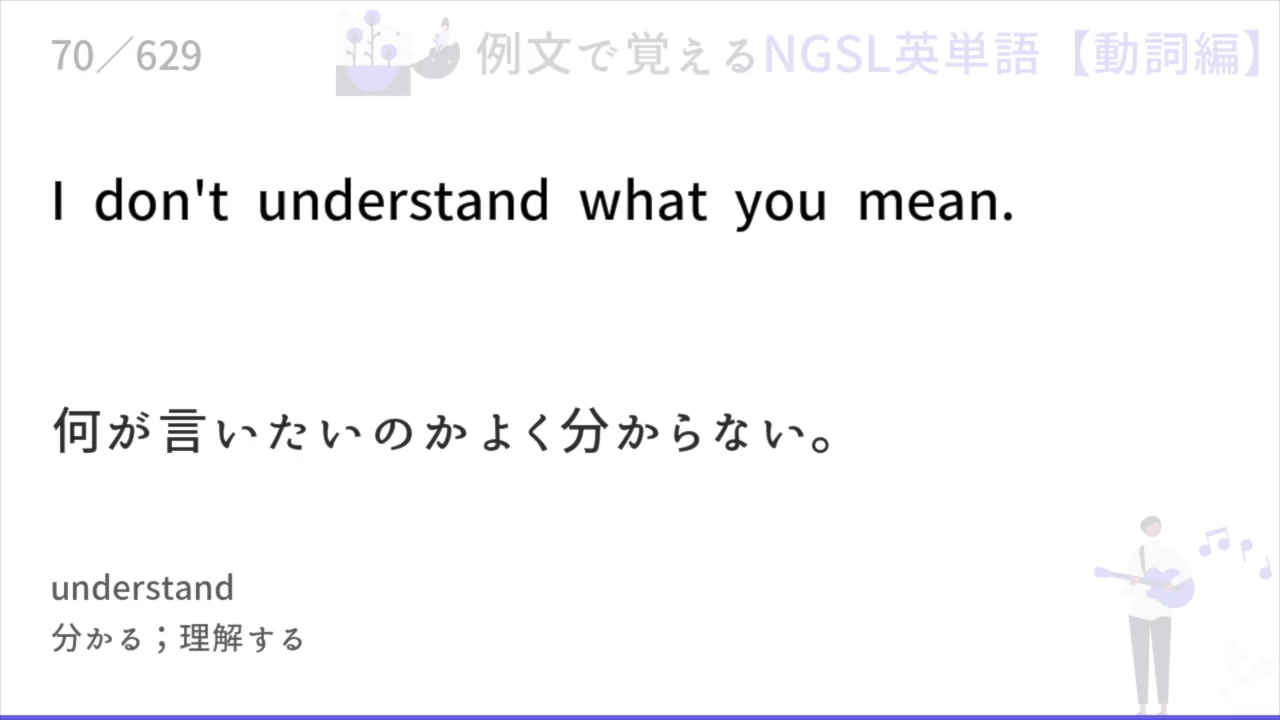 70／629
例文で覚えるNGSL英単語【動詞編】
I don't understand what you mean.
何が言いたいのかよく分からない。
understand
分かる；理解する